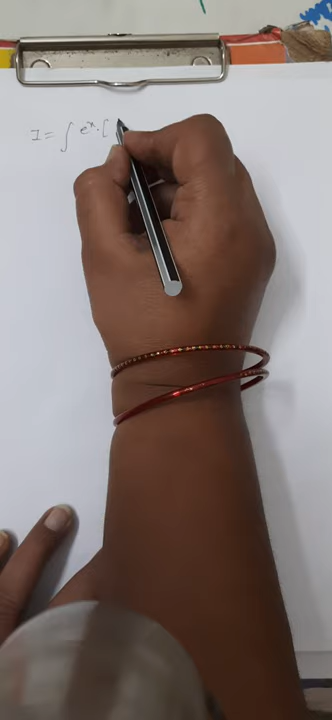 I = ∫ eˣ. [